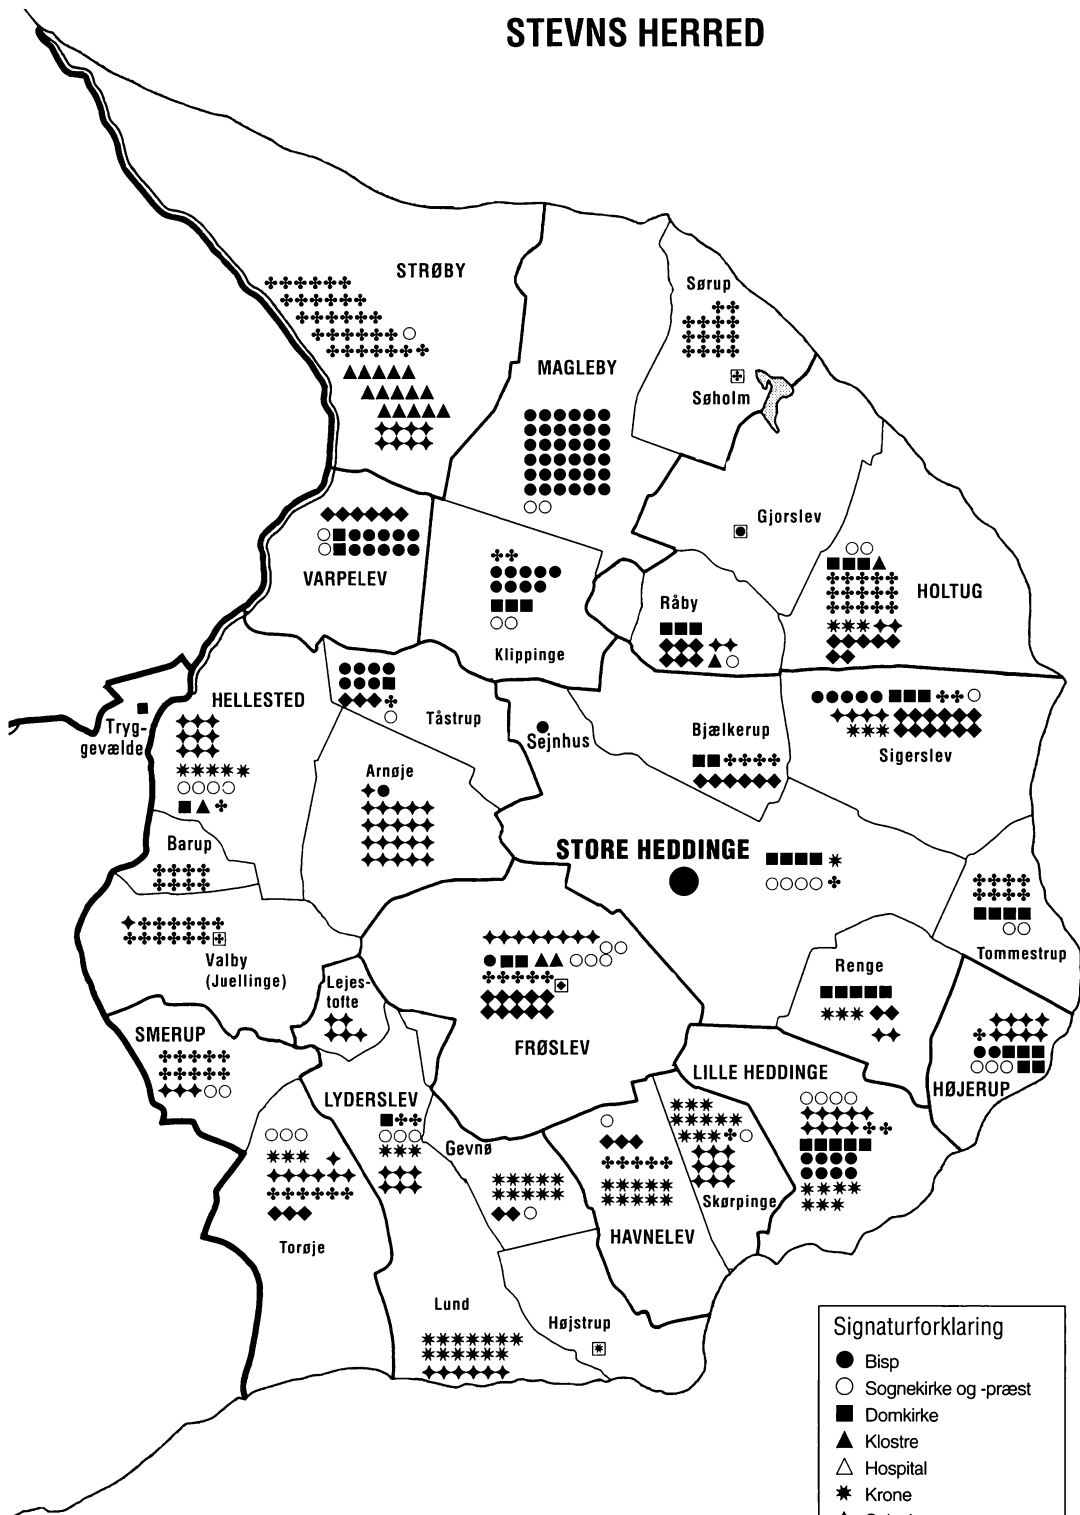 STEVNS HERRED
STRØBY
Sørup
MAGLEBY
Søholm
Gjorslev
VARPELEV
HOLTUG
Råby
Klippinge
HELLESTED
Tåstrup
Tryg-
gevælde
Sejnhus
Bjælkerup
Sigerslev
Arnøje
Barup
STORE HEDDINGE
Valby
(Juellinge)
Lejes-
tofte
Renge
Tommestrup
SMERUP
FRØSLEV
LILLE HEDDINGE
HØJERUP
LYDERSLEV
Gevnø
Skørpinge
HAVNELEV
Torøje
Lund
Højstrup
Signaturforklaring
Bisp
Sognekirke og -præst
Domkirke
Klostre
Hospital
Krone